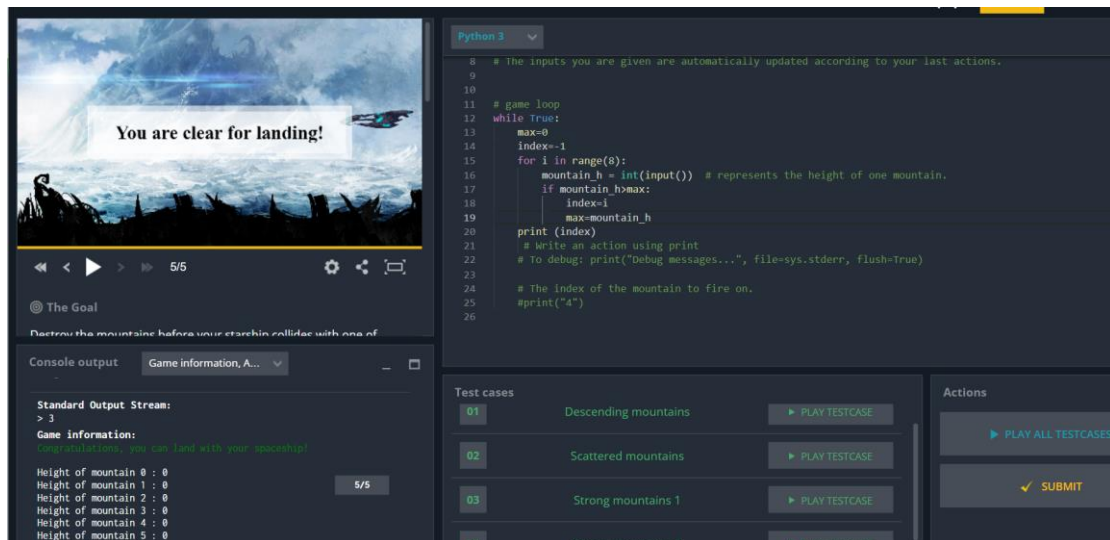 You are clear for landing!
5/5
The Goal
Destroy the mountains before your starship collides with one of
Console output
Game information, A...
Standard Output Stream:
> 3
Game information:
Congratulations, you can land with your spaceship!
Height of mountain 0 : 0
Height of mountain 1 : 0
Height of mountain 2 : 0
Height of mountain 3 : 0
Height of mountain 4 : 0
Height of mountain 5 : 0
5/5
Python 3
8 # The inputs you are given are automatically updated according to your last actions.
9
10
11 # game loop
12 while True:
13     max=0
14     index=-1
15     for i in range(8):
16         mountain_h = int(input())  # represents the height of one mountain.
17         if mountain_h>max:
18             index=i
19             max=mountain_h
20     print (index)
21      # Write an action using print
22     # To debug: print("Debug messages...", file=sys.stderr, flush=True)
23
24     # The index of the mountain to fire on.
25     #print("4")
26
Test cases
01 Descending mountains PLAY TESTCASE
02 Scattered mountains PLAY TESTCASE
03 Strong mountains 1 PLAY TESTCASE
Actions
PLAY ALL TESTCASES
SUBMIT